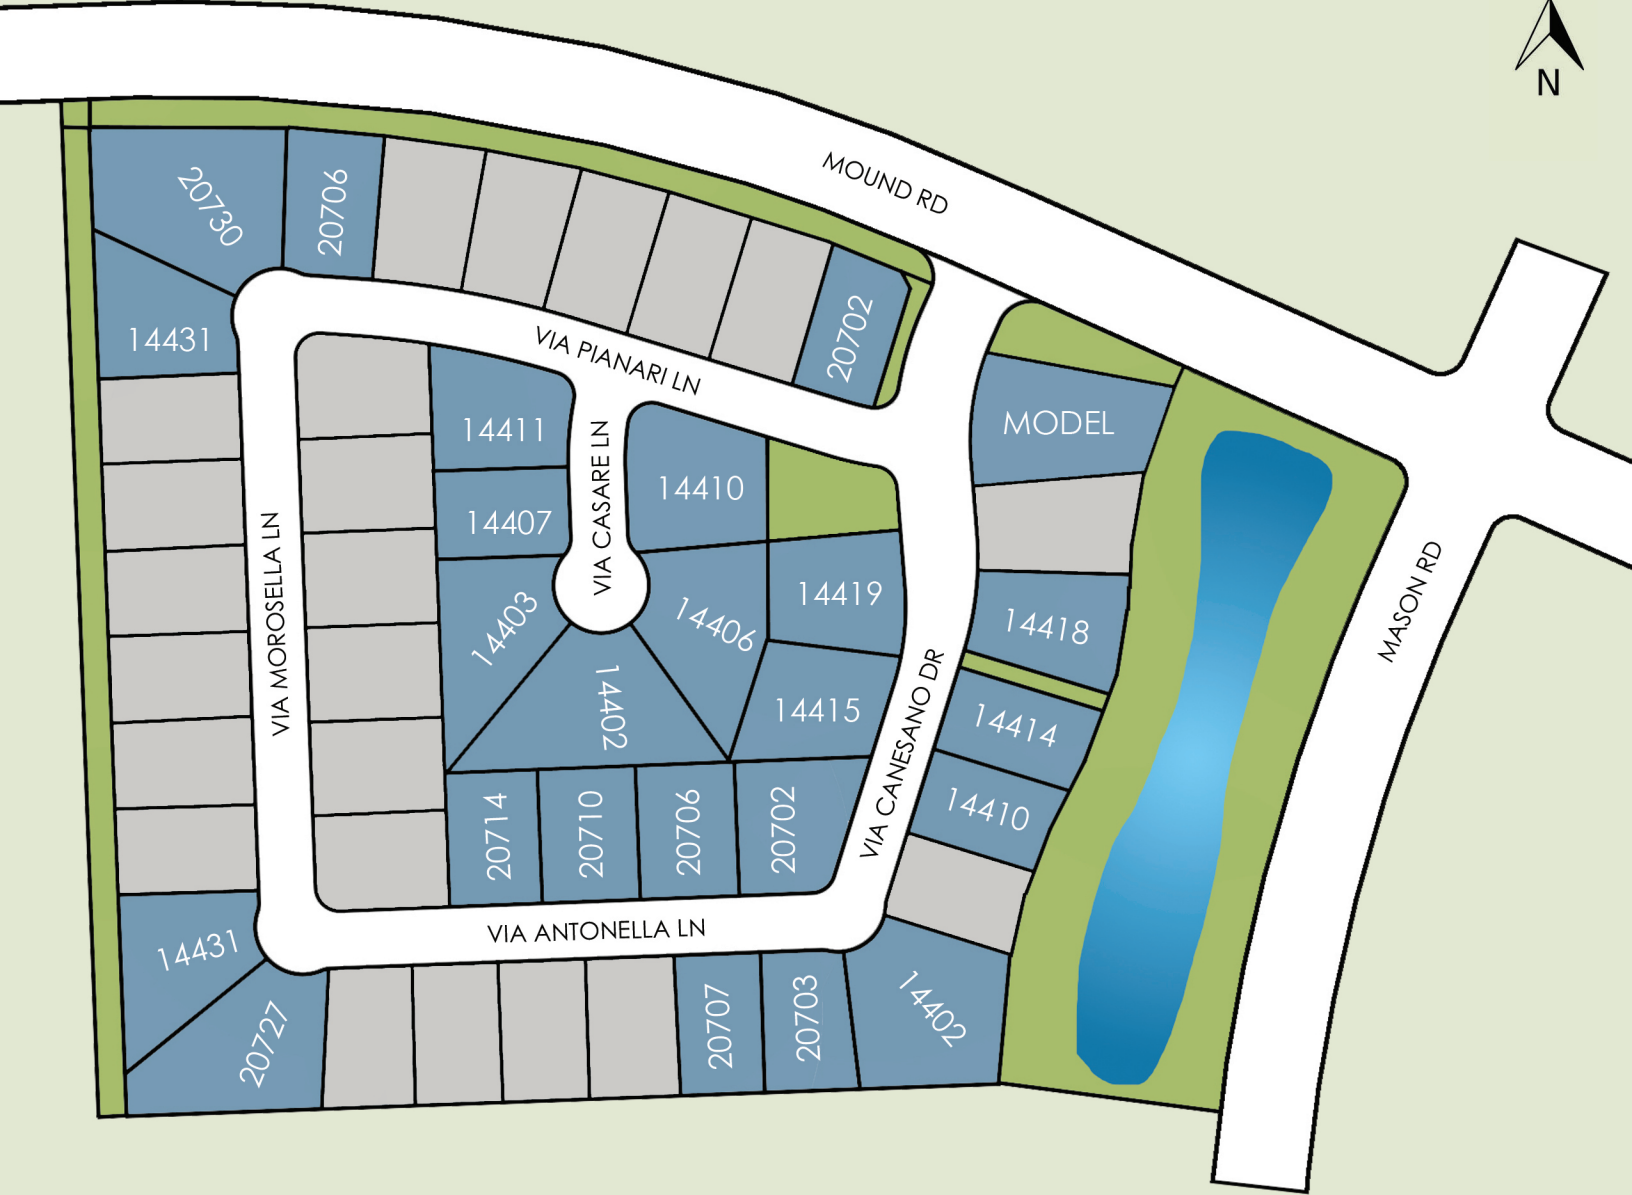 N
MOUND RD
20730
20706
20702
14431
VIA PIANARI LN
MODEL
14411
VIA CASARE LN
14410
14407
VIA MOROSELLA LN
MASON RD
14403
14406
14419
14418
14402
14415
14414
VIA CANESANO DR
14410
20714
20710
20706
20702
VIA ANTONELLA LN
14431
20727
20707
20703
14402